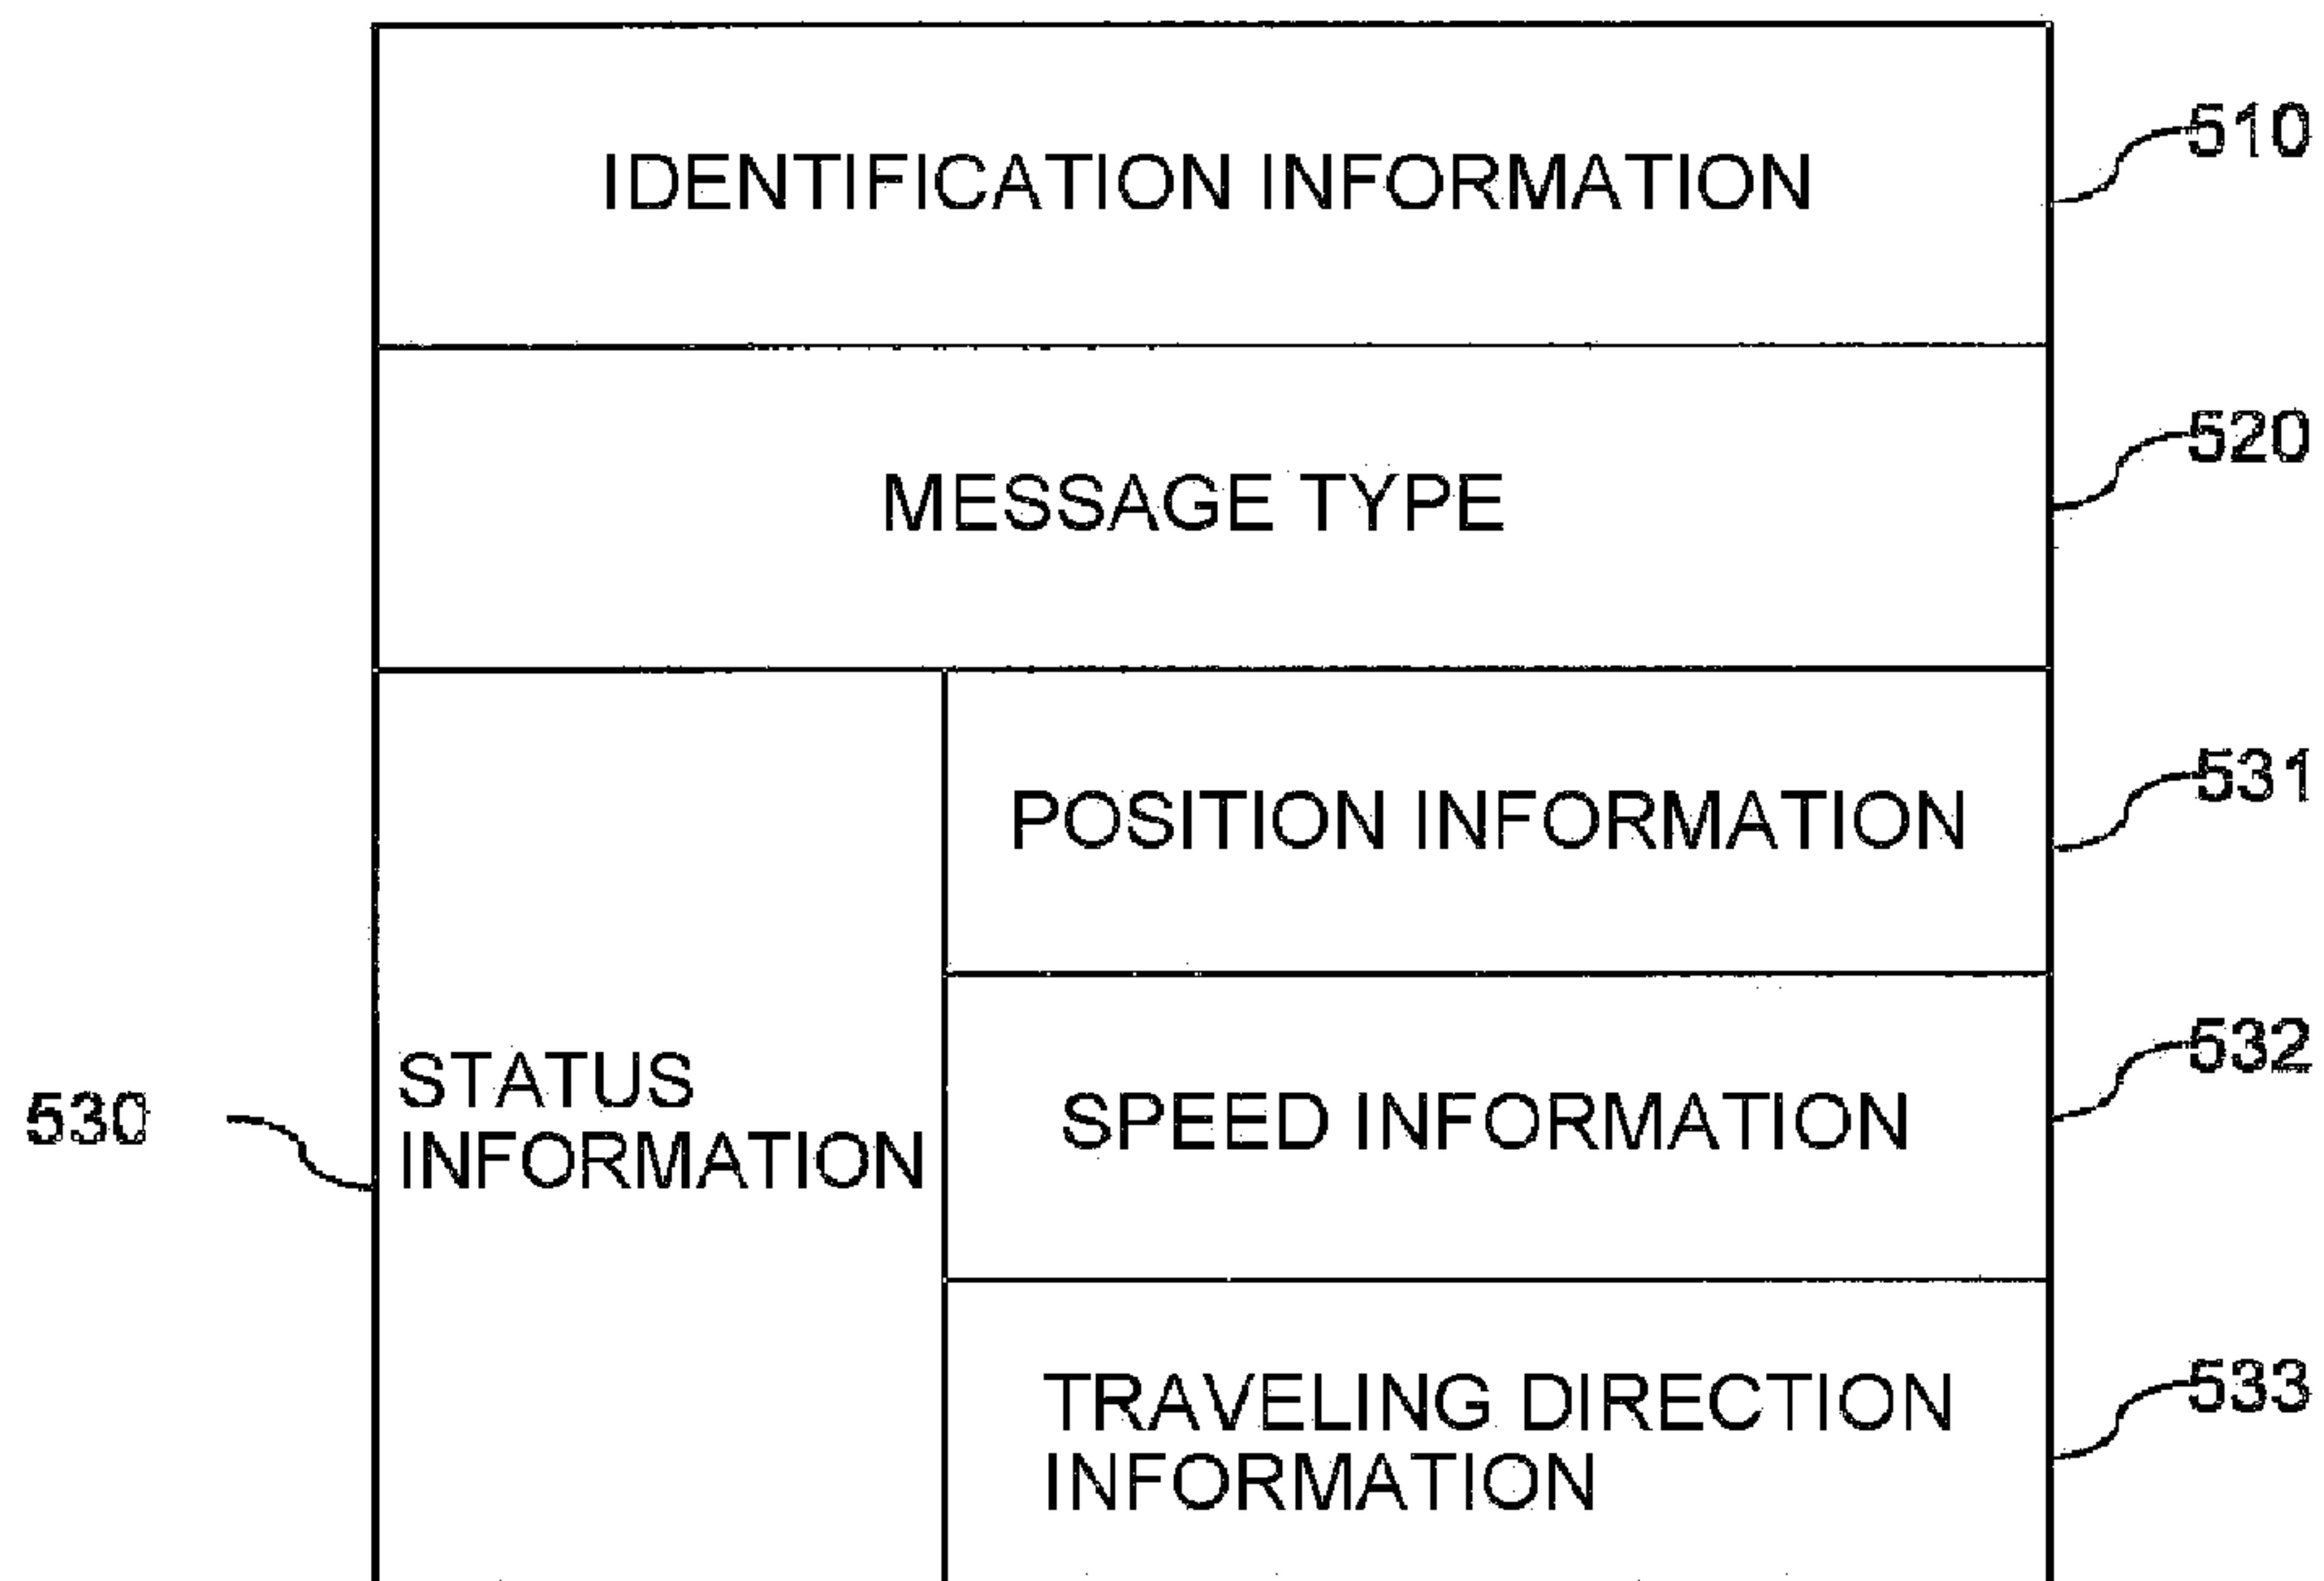 IDENTIFICATION INFORMATION
510
MESSAGE TYPE
520
530
STATUS
INFORMATION
POSITION INFORMATION
531
SPEED INFORMATION
532
TRAVELING DIRECTION
INFORMATION
533